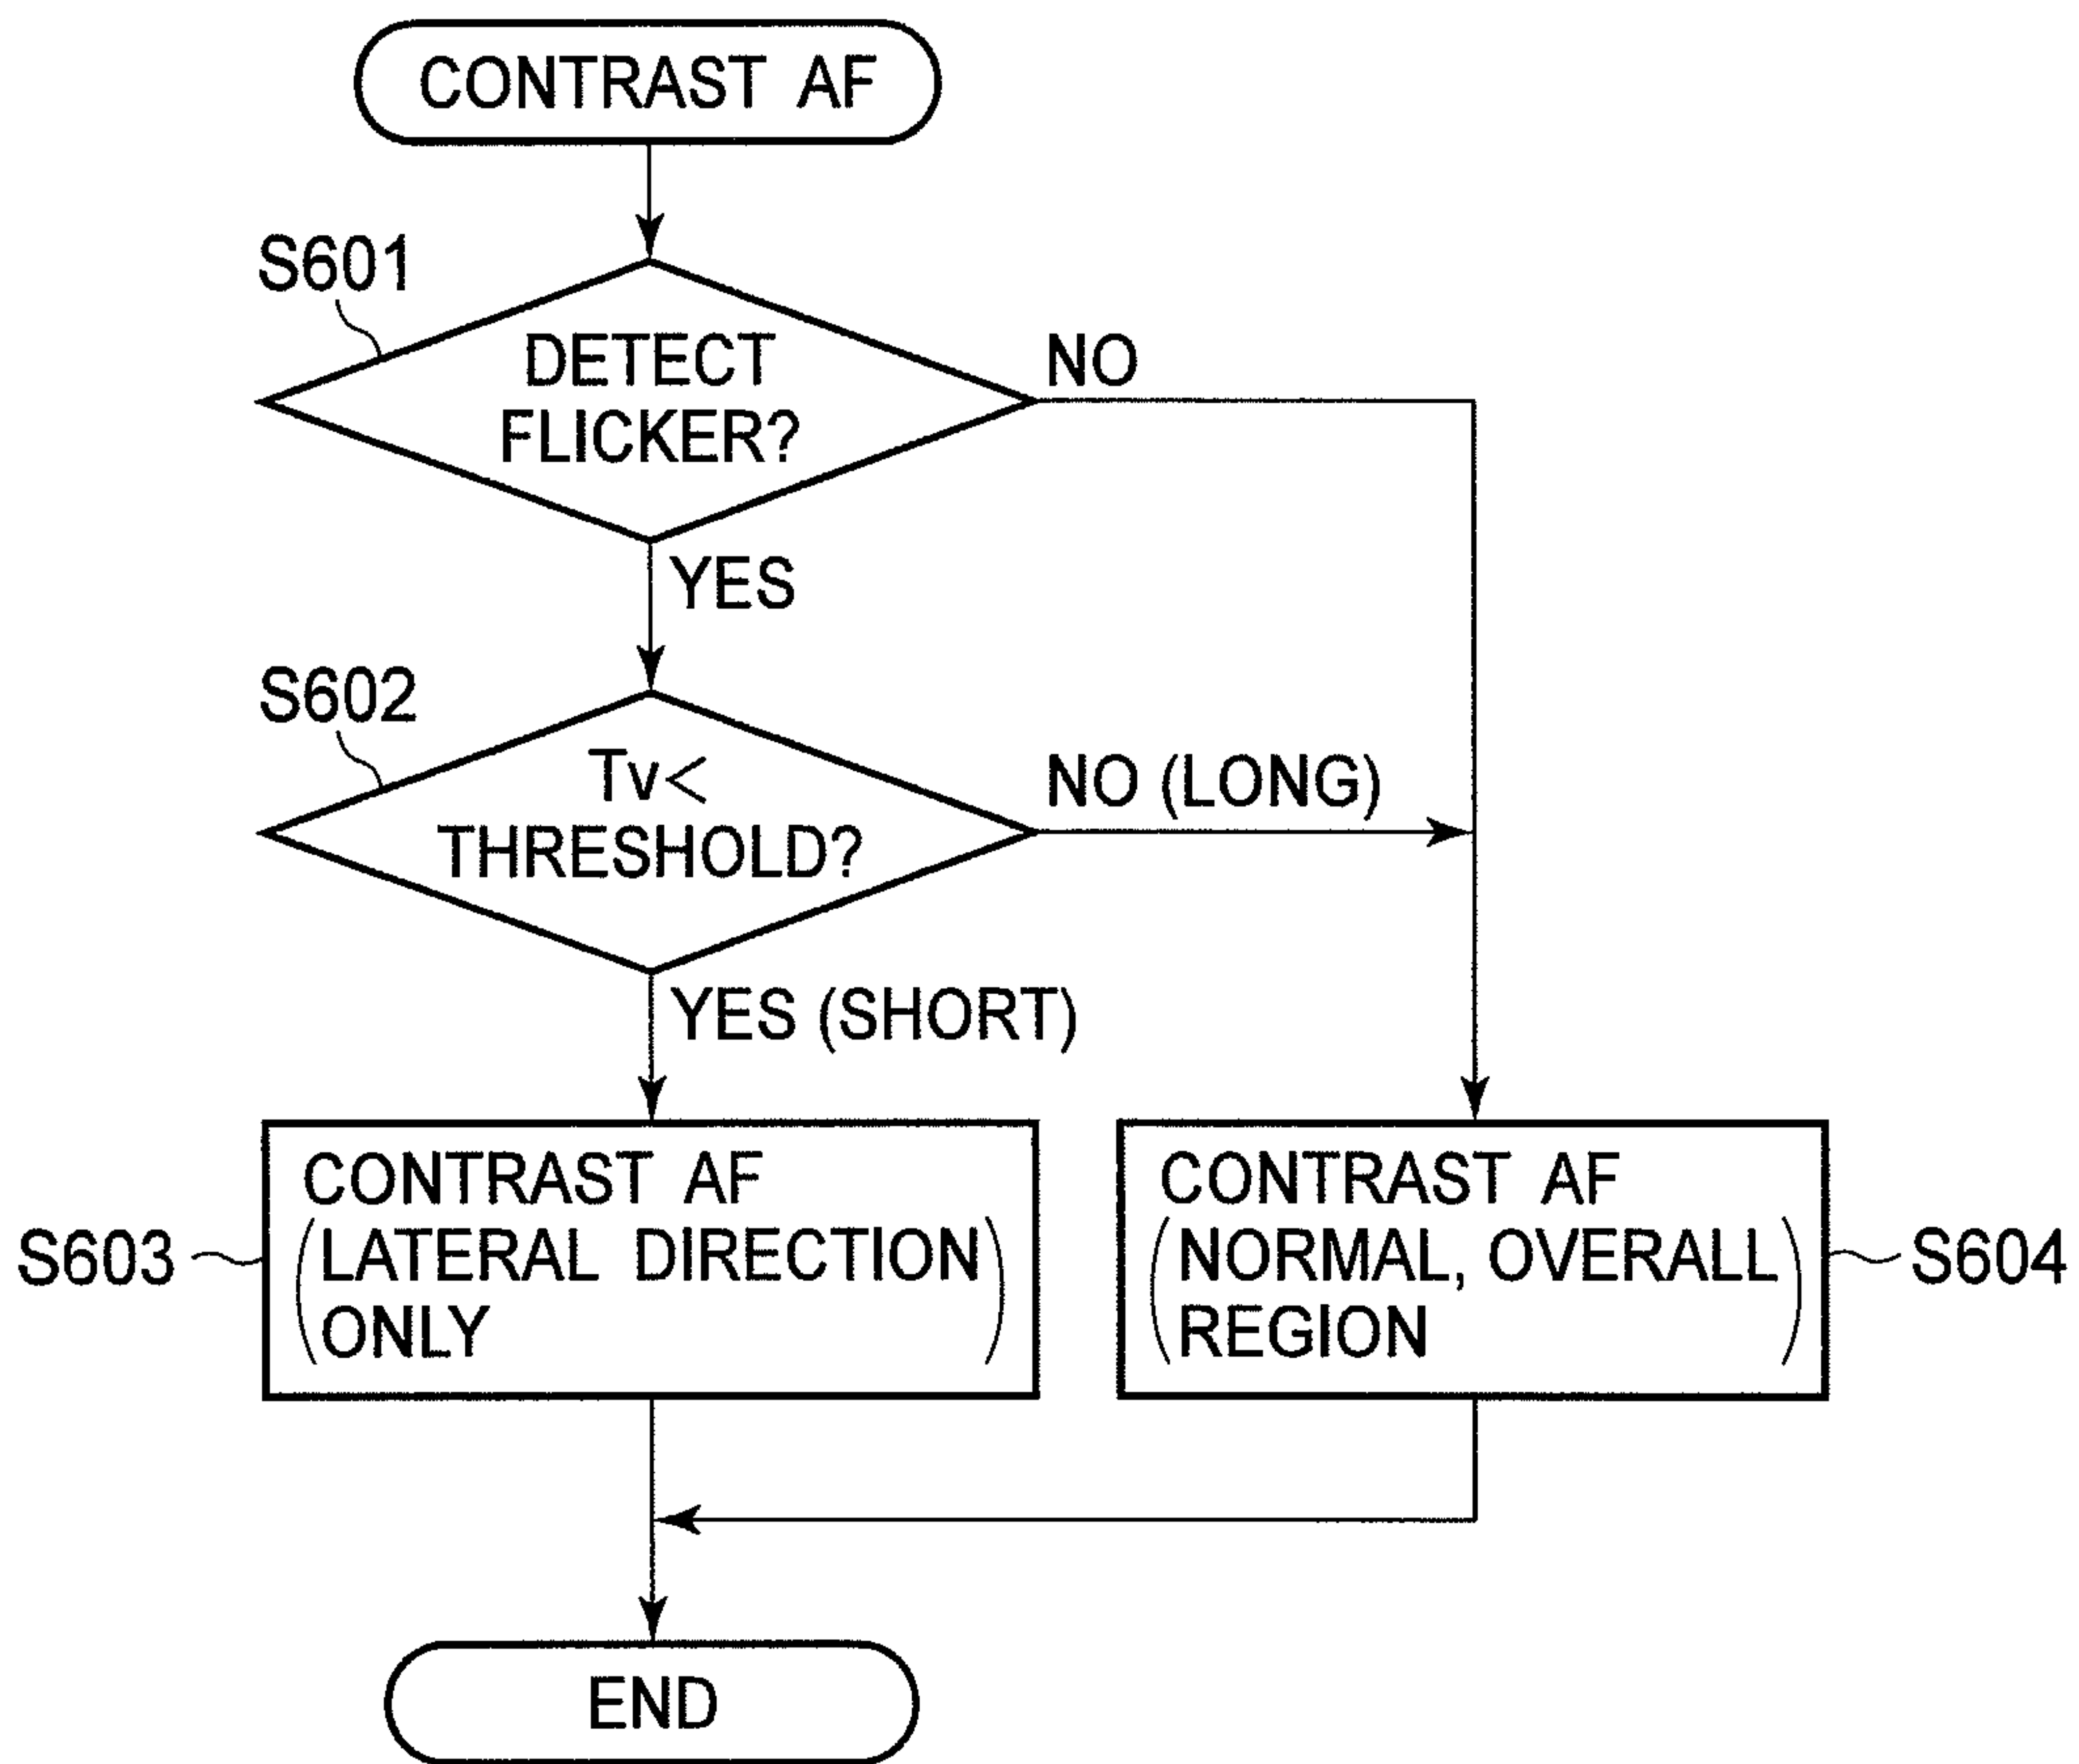 CONTRAST AF
S601
DETECT
FLICKER?
NO
YES
S602
Tv<
THRESHOLD?
NO (LONG)
YES (SHORT)
S603
CONTRAST AF
(LATERAL DIRECTION
ONLY)
CONTRAST AF
(NORMAL, OVERALL
REGION)
S604
END